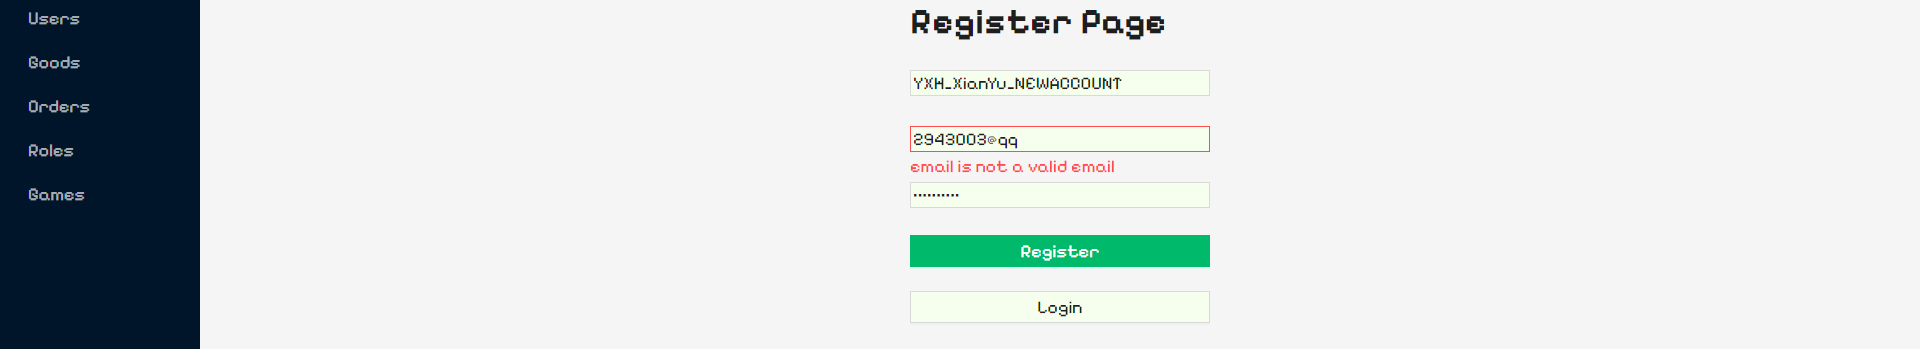 Users
Goods
Orders
Roles
Games
Register Page
YXH_XianYu_NEWACCOUNT
2943003@qq
email is not a valid email
••••••••••
Register
Login